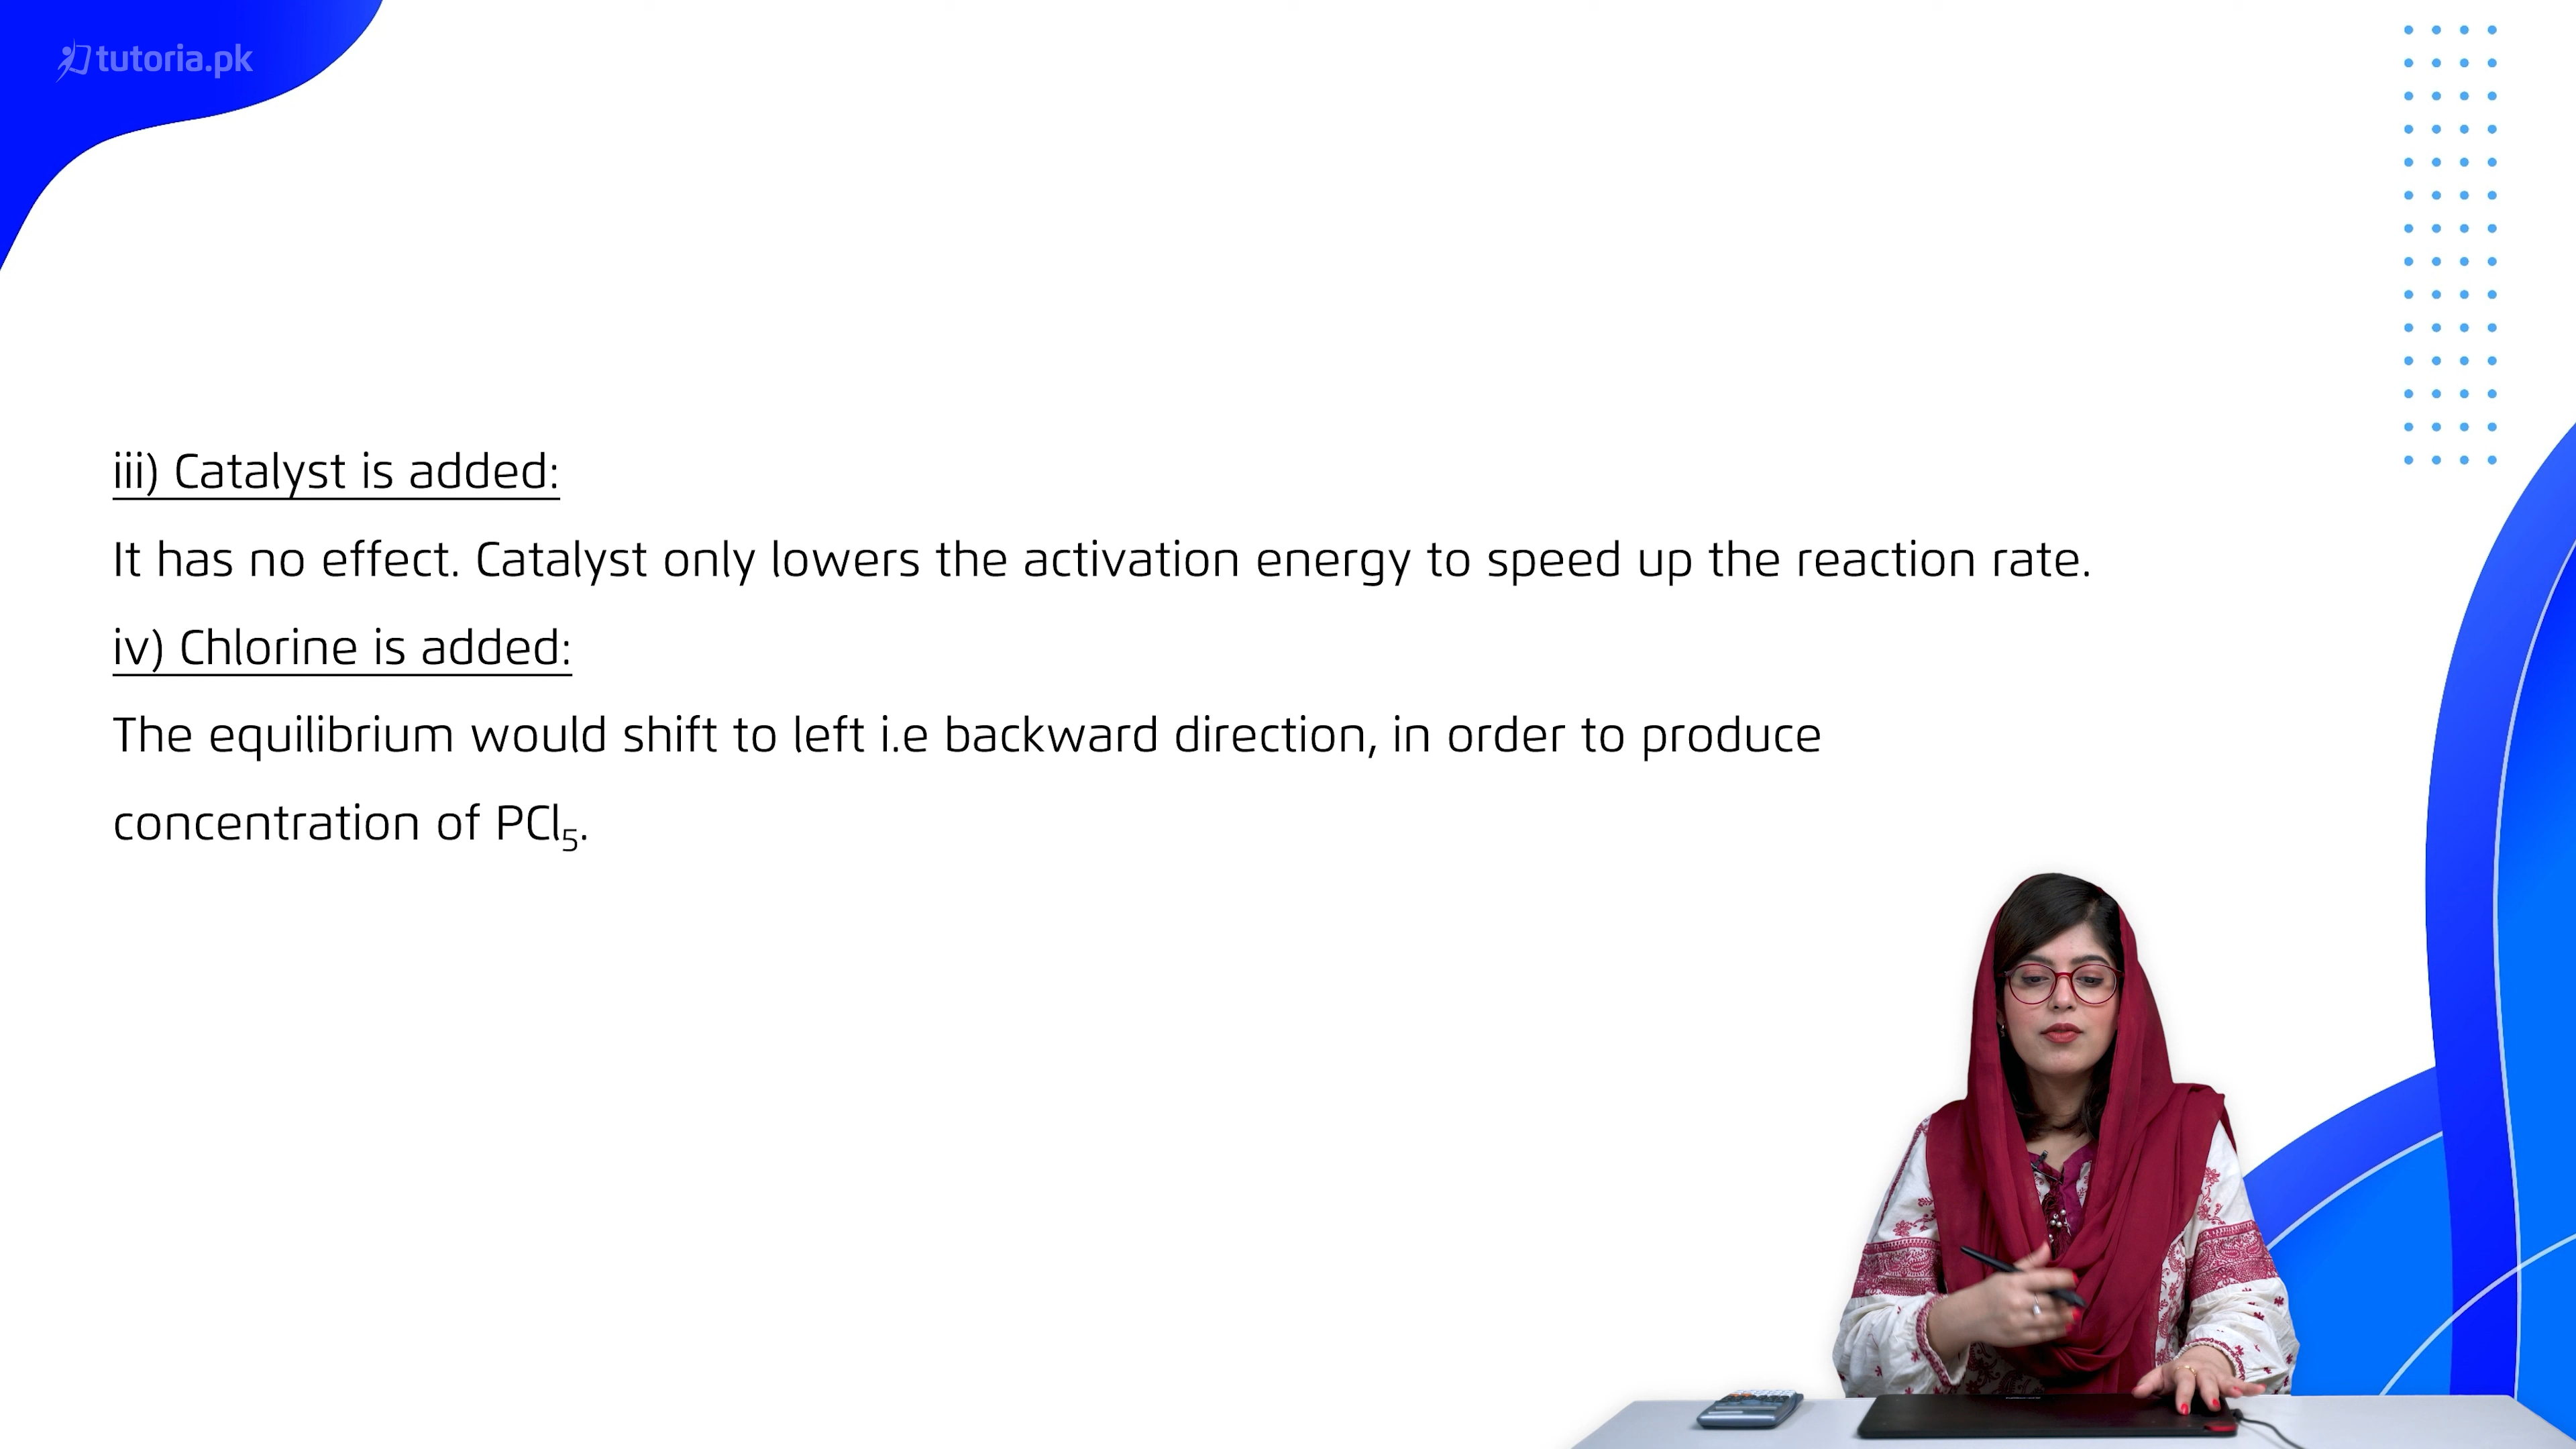 tutoria.pk
iii) Catalyst is added:
It has no effect. Catalyst only lowers the activation energy to speed up the reaction rate.
iv) Chlorine is added:
The equilibrium would shift to left i.e backward direction, in order to produce
concentration of PCl₅.